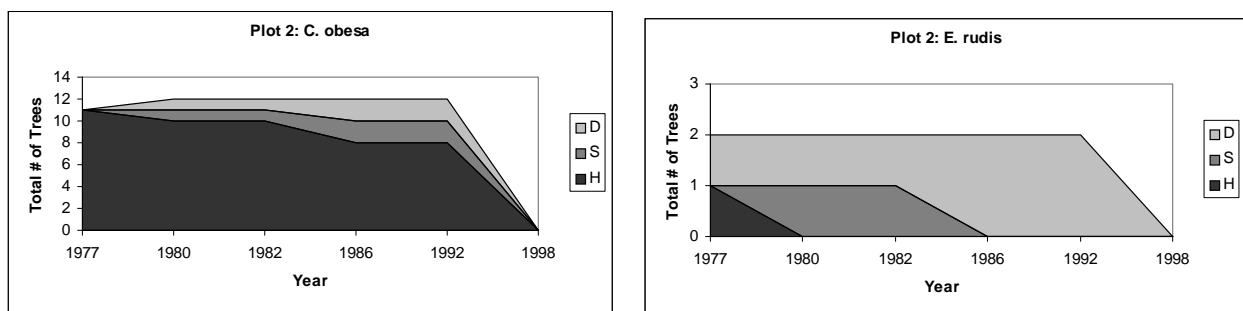 Plot 2: C. obesa
Total # of Trees
14
12
10
8
6
4
2
0
1977 1980 1982 1986 1992 1998
Year
D
S
H
Plot 2: E. rudis
Total # of Trees
3
2
1
0
1977 1980 1982 1986 1992 1998
Year
D
S
H